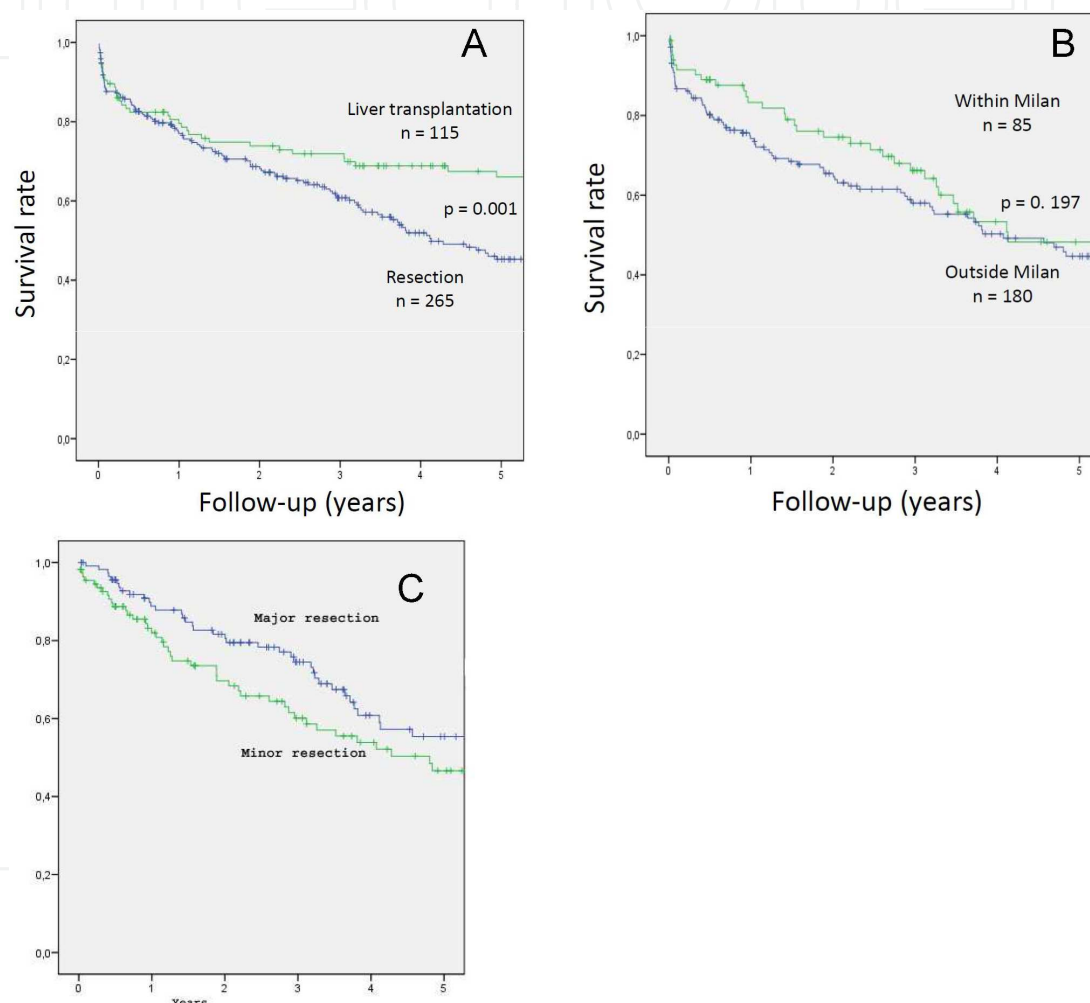 A
1,0
0,8
0,6
0,4
0,2
0,0
Survival rate
Liver transplantation
n = 115
p = 0.001
Resection
n = 265
0 1 2 3 4 5
Follow-up (years)
B
1,0
0,8
0,6
0,4
0,2
0,0
Survival rate
Within Milan
n = 85
p = 0. 197
Outside Milan
n = 180
0 1 2 3 4 5
Follow-up (years)
C
1,0
0,8
0,6
0,4
0,2
0,0
Major resection
Minor resection
0 1 2 3 4 5
Years